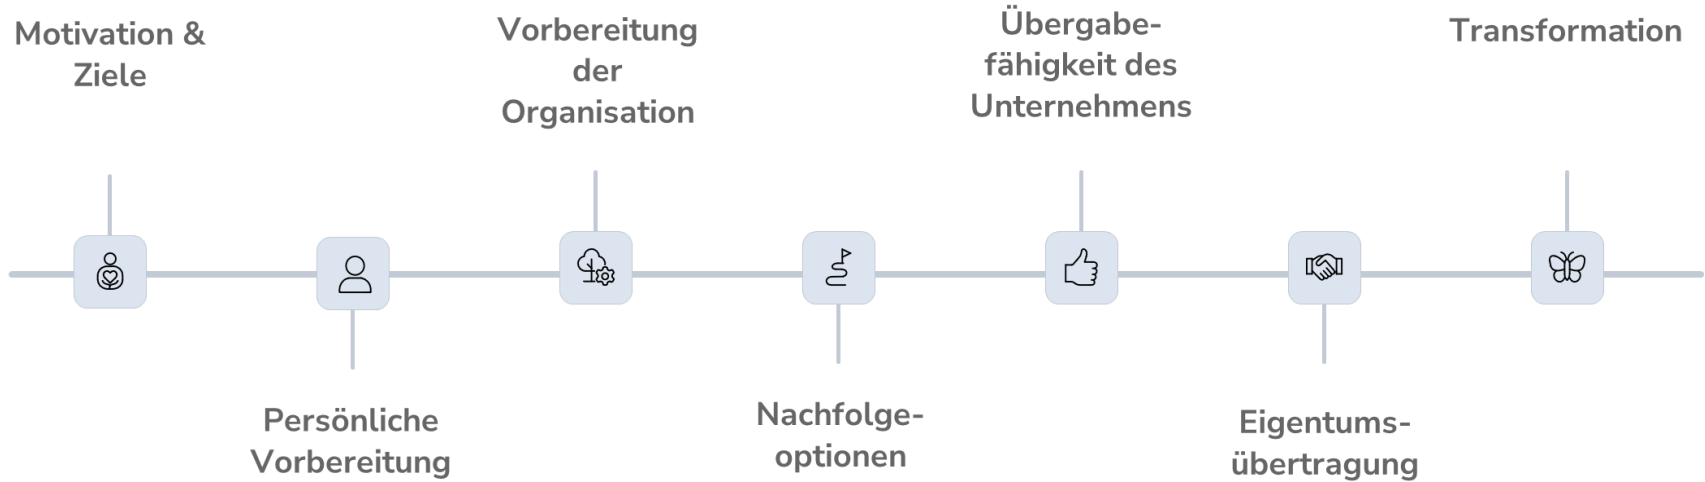 Motivation &
Ziele
Persönliche
Vorbereitung
Vorbereitung
der
Organisation
Nachfolge-
optionen
Übergabe-
fähigkeit des
Unternehmens
Eigentums-
übertragung
Transformation